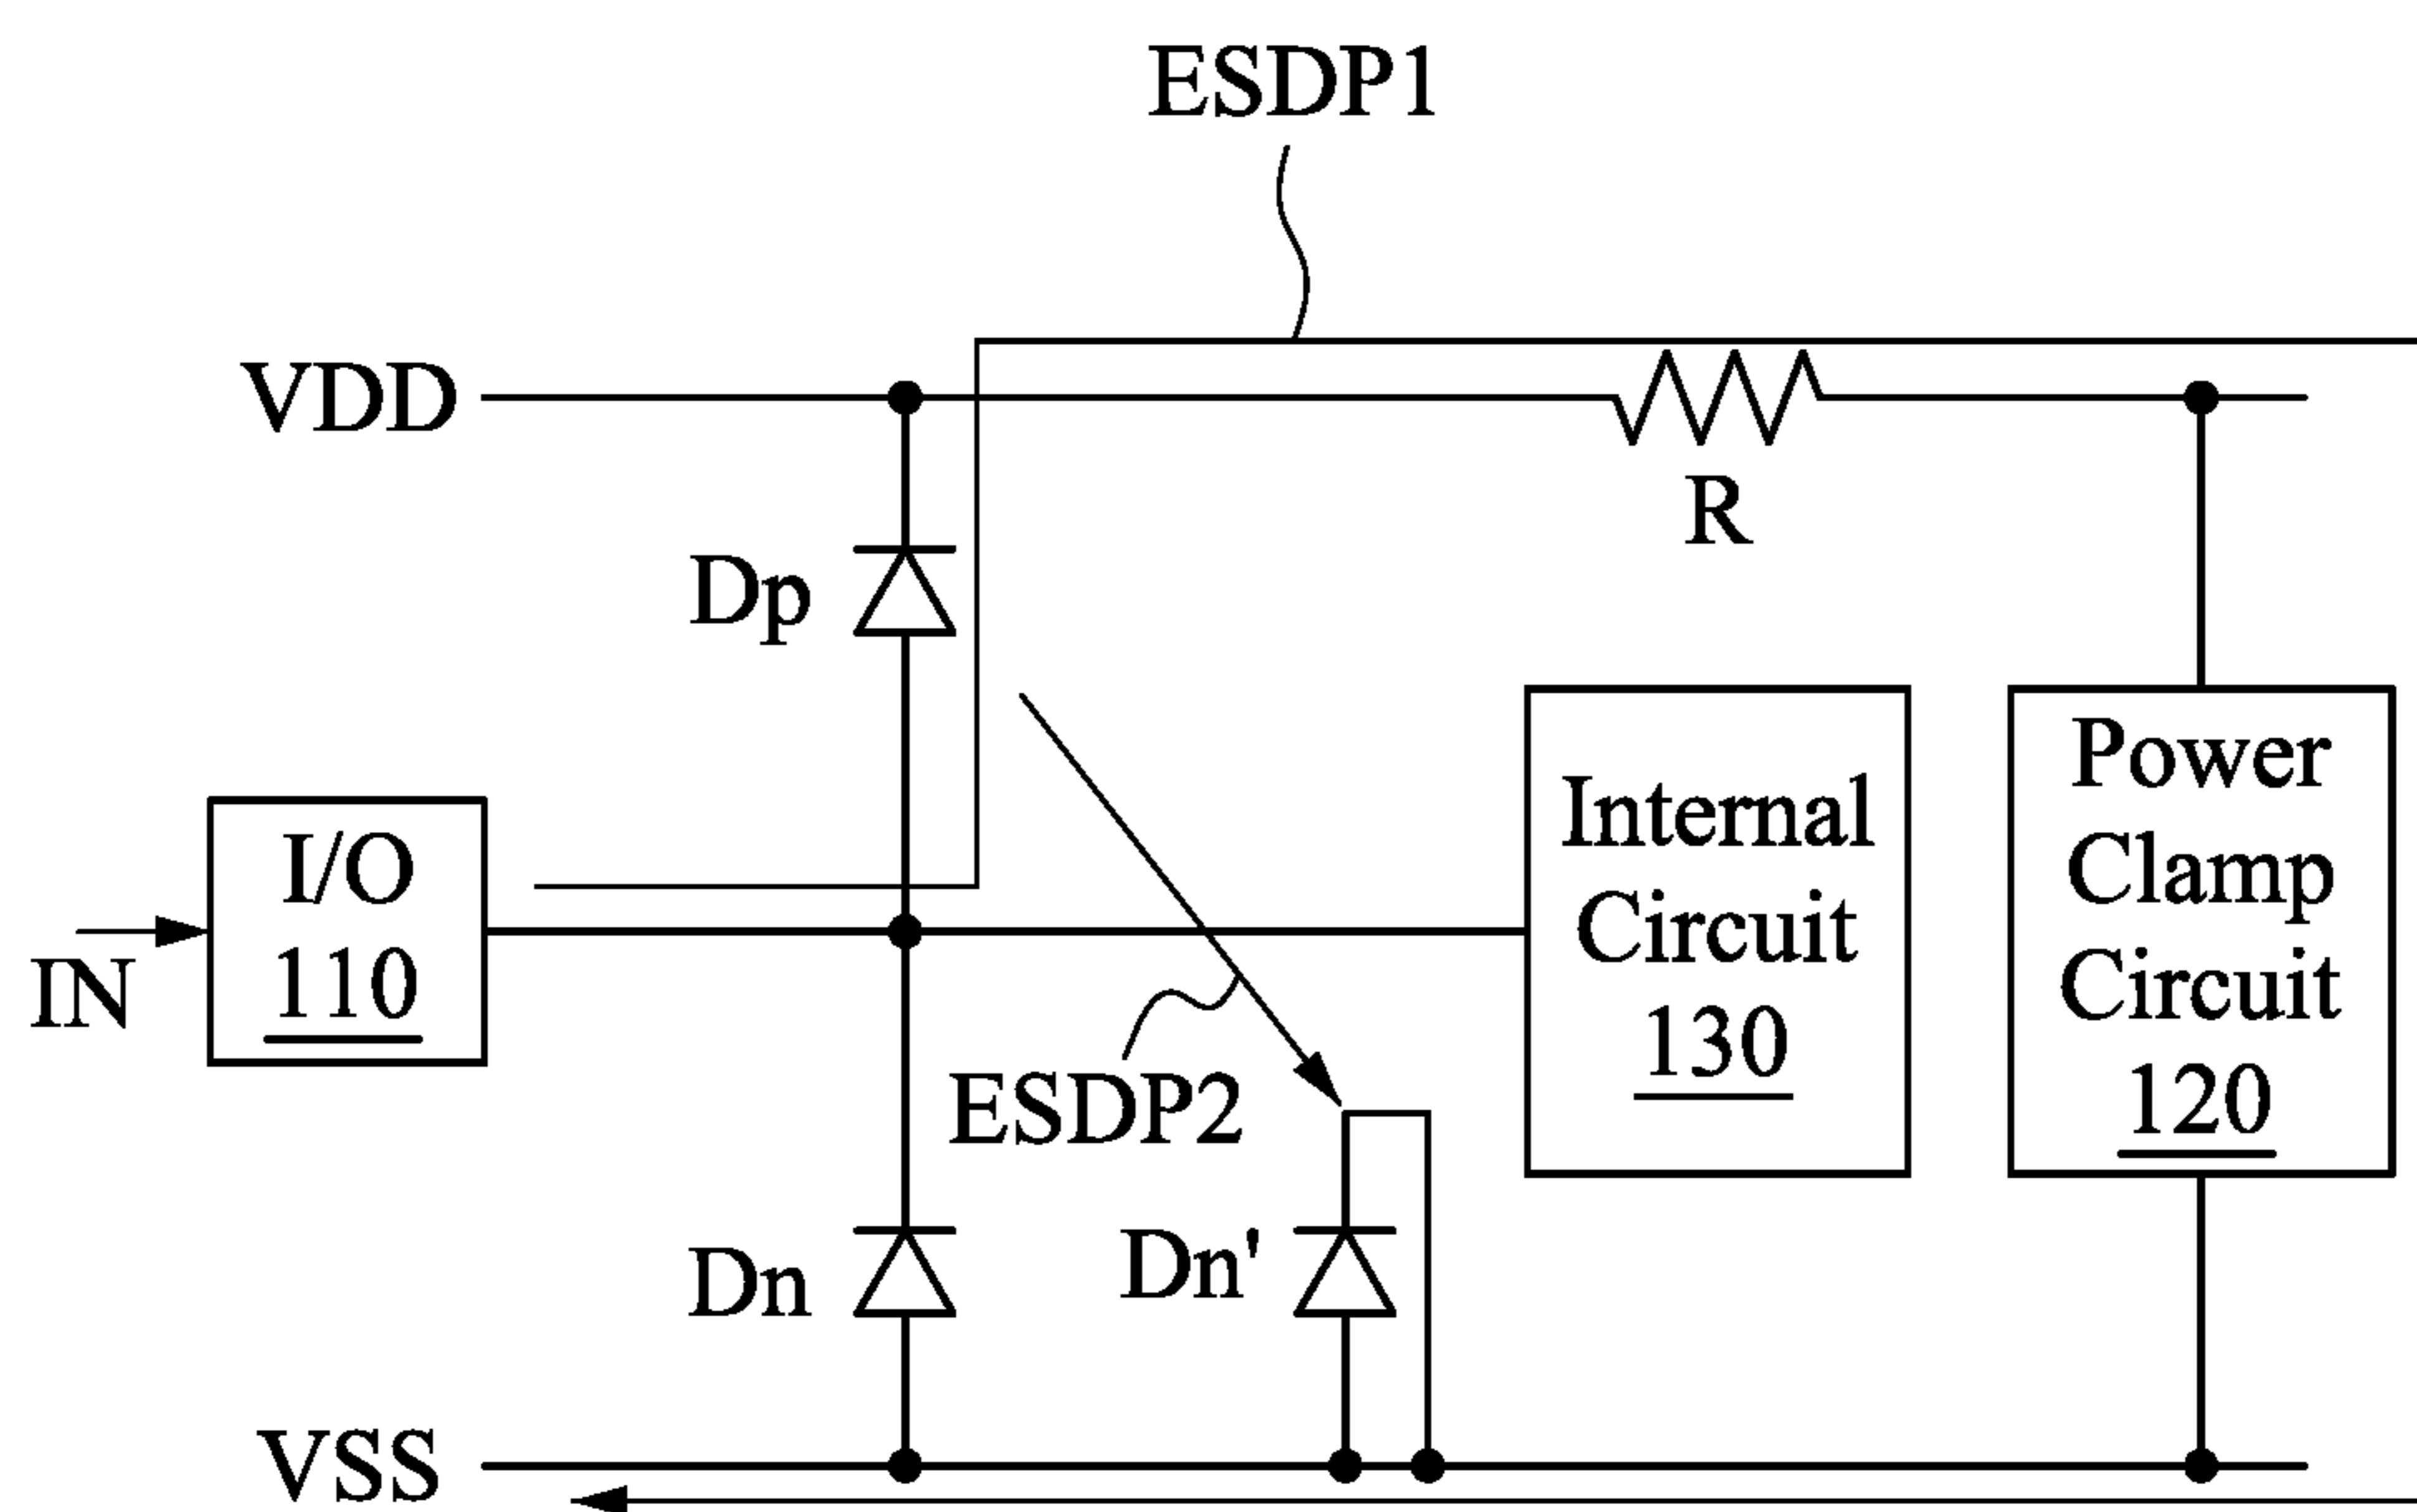 ESDP1
VDD
R
Dp
I/O
110
IN
Internal
Circuit
130
Power
Clamp
Circuit
120
ESDP2
Dn
Dn'
VSS